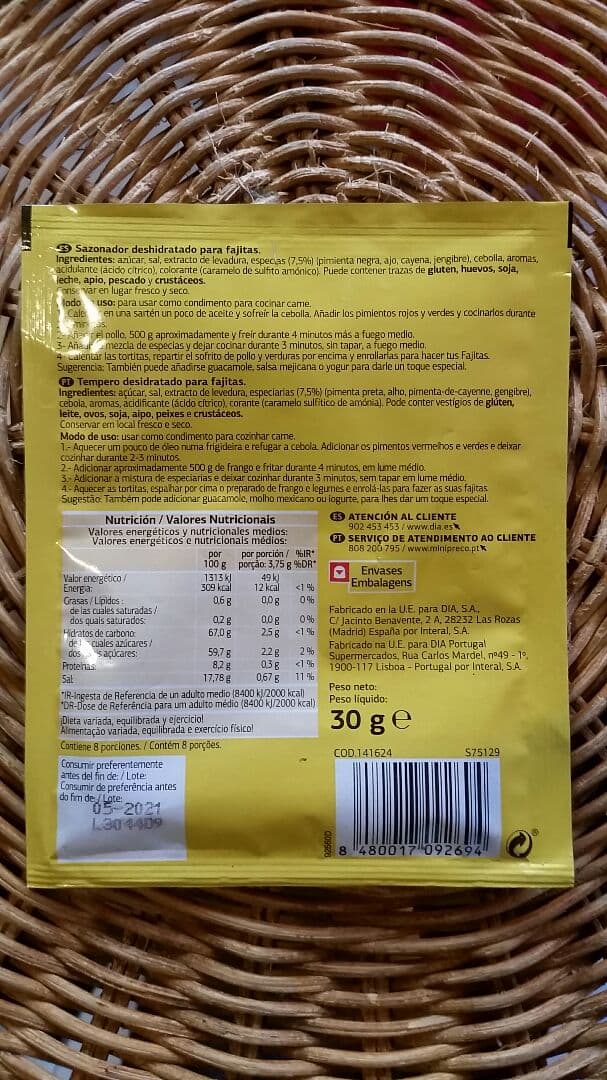 ES Sazonador deshidratado para fajitas.
Ingredientes: azúcar, sal, extracto de levadura, especias (7,5%) (pimienta negra, ajo, cayena, jengibre), cebolla, aromas,
acidulante (ácido cítrico), colorante (caramelo de sulfito amónico). Puede contener trazas de gluten, huevos, soja,
leche, apio, pescado y crustáceos.
en lugar fresco y seco.
uso: para usar como condimento para cocinar carne.
en una sartén un poco de aceite y sofreír la cebolla. Añadir los pimientos rojos y verdes y cocinarlos durante
el pollo, 500 g aproximadamente y freír durante 4 minutos más a fuego medio.
3- mezcla de especias y dejar cocinar durante 3 minutos, sin tapar, a fuego medio.
4- Calentar las tortitas, repartir el sofrito de pollo y verduras por encima y enrollarlas para hacer tus Fajitas.
Sugerencia: También puede añadirse guacamole, salsa mejicana o yogur para darle un toque especial.
PT Tempero desidratado para fajitas.
Ingredientes: açúcar, sal, extracto de levedura, especiarias (7,5%) (pimenta preta, alho, pimenta-de-cayenne, gengibre),
cebola, aromas, acidificante (ácido cítrico), corante (caramelo sulfítico de amónia). Pode conter vestígios de glúten,
leite, ovos, soja, aipo, peixes e crustáceos.
Conservar em local fresco e seco.
Modo de uso: usar como condimento para cozinhar carne.
1.- Aquecer um pouco de óleo numa frigideira e refugar a cebola. Adicionar os pimentos vermelhos e verdes e deixar
cozinhar durante 2-3 minutos.
2.- Adicionar aproximadamente 500 g de frango e fritar durante 4 minutos, em lume médio.
3.- Adicionar a mistura de especiarias e deixar cozinhar durante 3 minutos, sem tapar em lume médio.
4.- Aquecer as tortitas, espalhar por cima o preparado de frango e legumes e enrolá-las para fazer as suas fajitas.
Sugestão: Também pode adicionar guacamole, molho mexicano ou iogurte, para lhes dar um toque especial.
Nutrición / Valores Nutricionais
Valores energéticos y nutricionales medios:
Valores energéticos e nutricionais médios:
por 100 g por porción / porção: 3,75 g %IR* %DR*
Valor energético / Energia: 1313 kJ 49 kJ
309 kcal 12 kcal <1 %
Grasas / Lípidos : 0,6 g 0,0 g 0%
de las cuales saturadas /
dos quais saturados: 0,2 g 0,0 g 0%
Hidratos de carbono: 67,0 g 2,5 g <1 %
cuales azúcares /
açúcares: 59,7 g 2,2 g 2 %
Proteínas: 8,2 g 0,3 g <1 %
Sal: 17,78 g 0,67 g 11 %
*IR-Ingesta de Referencia de un adulto medio (8400 kJ/2000 kcal)
*DR-Dose de Referência para um adulto médio (8400 kJ/2000 kcal)
¡Dieta variada, equilibrada y ejercicio!
Alimentação variada, equilibrada e exercício físico!
Contiene 8 porciones. / Contém 8 porções.
Consumir preferentemente
antes del fin de: / Lote:
Consumir de preferência antes
do fim de: / Lote:
05-2021
L304409
ES ATENCIÓN AL CLIENTE
902 453 453 / www.dia.es
PT SERVIÇO DE ATENDIMENTO AO CLIENTE
808 200 795 / www.minipreco.pt
Envases
Embalagens
Fabricado en la U.E. para DIA, S.A.,
C/ Jacinto Benavente, 2 A, 28232 Las Rozas
(Madrid) España por Interal, S.A.
Fabricado na U.E. para DIA Portugal
Supermercados, Rua Carlos Mardel, nº49 - 1º,
1900-117 Lisboa - Portugal por Interal, S.A.
Peso neto:
Peso líquido:
30 g e
COD.141624 S75129
8 480017 092694